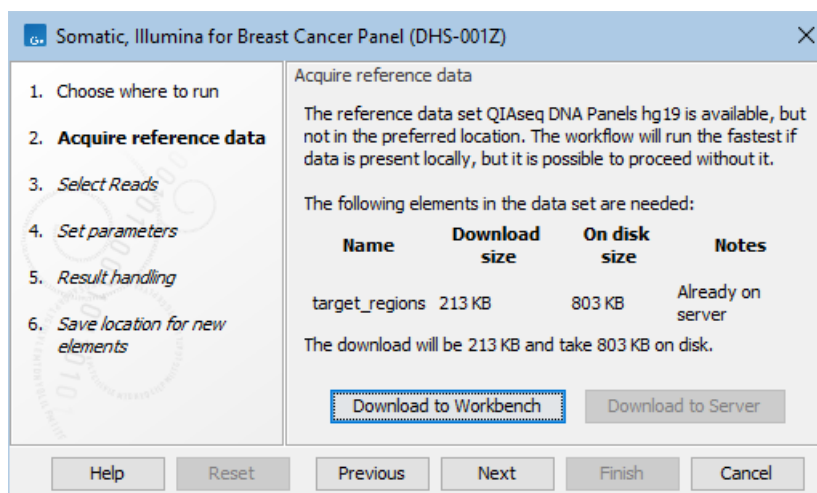 G.
Somatic, Illumina for Breast Cancer Panel (DHS-001Z)
1. Choose where to run
2. Acquire reference data
3. Select Reads
4. Set parameters
5. Result handling
6. Save location for new
elements
Acquire reference data
The reference data set QIAseq DNA Panels hg19 is available, but
not in the preferred location. The workflow will run the fastest if
data is present locally, but it is possible to proceed without it.
The following elements in the data set are needed:
Name Download size On disk size Notes
target_regions 213 KB 803 KB Already on server
The download will be 213 KB and take 803 KB on disk.
Download to Workbench Download to Server
Help Reset Previous Next Finish Cancel